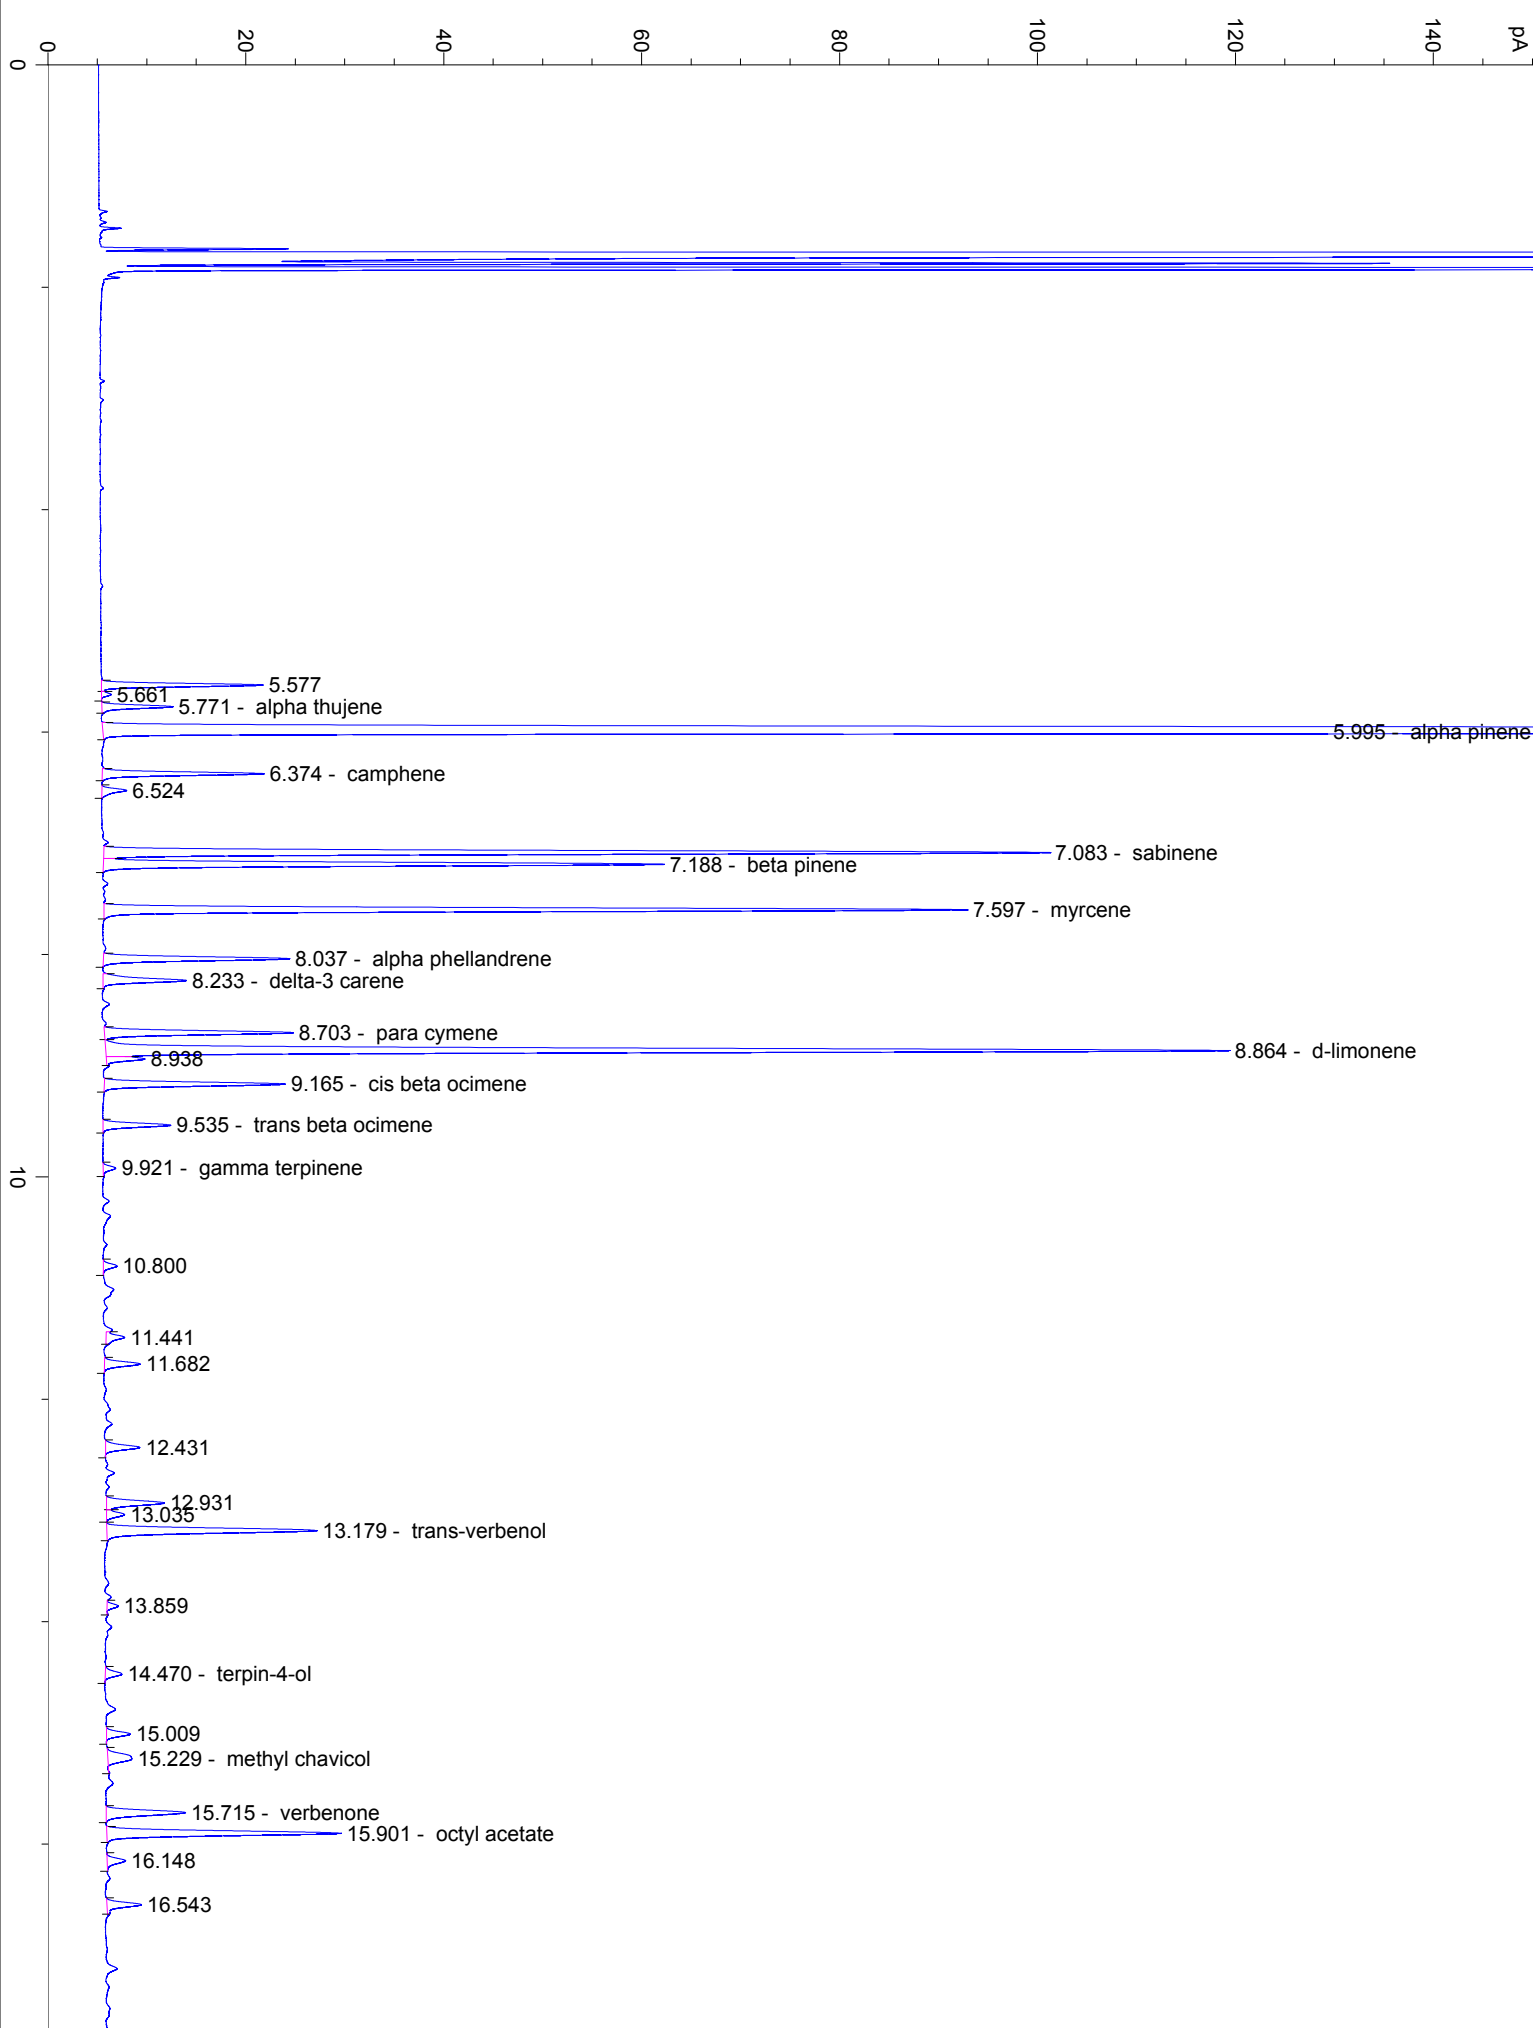 pA
0
20
40
60
80
100
120
140
0
5.577
5.661
5.771 - alpha thujene
5.995 - alpha pinene
6.374 - camphene
6.524
7.083 - sabinene
7.188 - beta pinene
7.597 - myrcene
8.037 - alpha phellandrene
8.233 - delta-3 carene
8.703 - para cymene
8.864 - d-limonene
8.938
9.165 - cis beta ocimene
9.535 - trans beta ocimene
9.921 - gamma terpinene
10
10.800
11.441
11.682
12.431
12.931
13.035
13.179 - trans-verbenol
13.859
14.470 - terpin-4-ol
15.009
15.229 - methyl chavicol
15.715 - verbenone
15.901 - octyl acetate
16.148
16.543